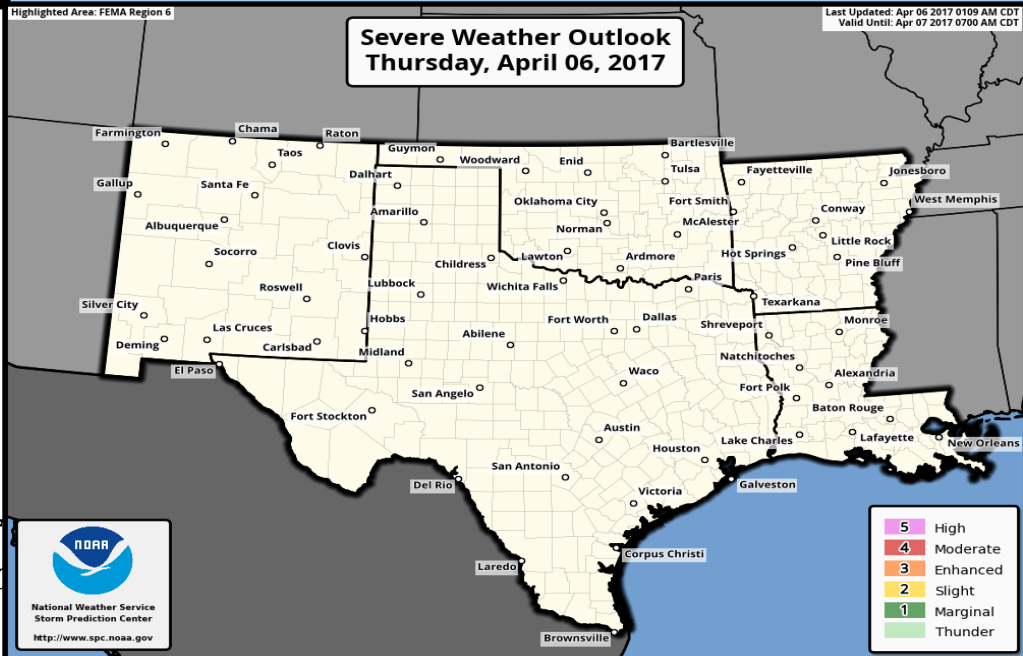 Highlighted Area: FEMA Region 6
Last Updated: Apr 06 2017 0109 AM CDT
Valid Until: Apr 07 2017 0700 AM CDT
Severe Weather Outlook
Thursday, April 06, 2017
Farmington
Chama
Raton
Guymon
Bartlesville
Taos
Woodward
Enid
Dalhart
Tulsa
Fayetteville
Jonesboro
Gallup
Santa Fe
Oklahoma City
Fort Smith
West Memphis
Amarillo
Conway
Albuquerque
Norman
McAlester
Little Rock
Socorro
Clovis
Childress
Lawton
Ardmore
Hot Springs
Pine Bluff
Roswell
Lubbock
Wichita Falls
Paris
Texarkana
Silver City
Hobbs
Fort Worth
Dallas
Shreveport
Monroe
Las Cruces
Abilene
Deming
Carlsbad
Midland
Natchitoches
El Paso
Waco
Alexandria
San Angelo
Fort Polk
Fort Stockton
Baton Rouge
Austin
Lake Charles
Lafayette
New Orleans
Houston
San Antonio
Del Rio
Galveston
Victoria
Corpus Christi
Laredo
Brownsville
NOAA
National Weather Service
Storm Prediction Center
http://www.spc.noaa.gov
5 High
4 Moderate
3 Enhanced
2 Slight
1 Marginal
Thunder